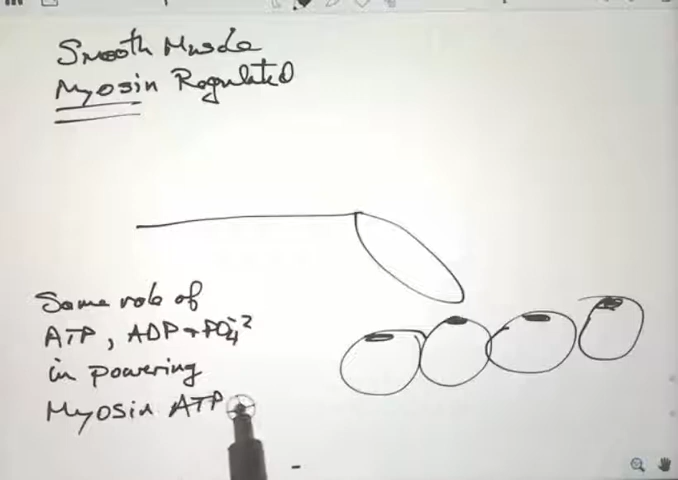 Smooth Muscle
Myosin Regulated
Same role of
ATP, ADP + PO4-2
in powering
Myosin ATP